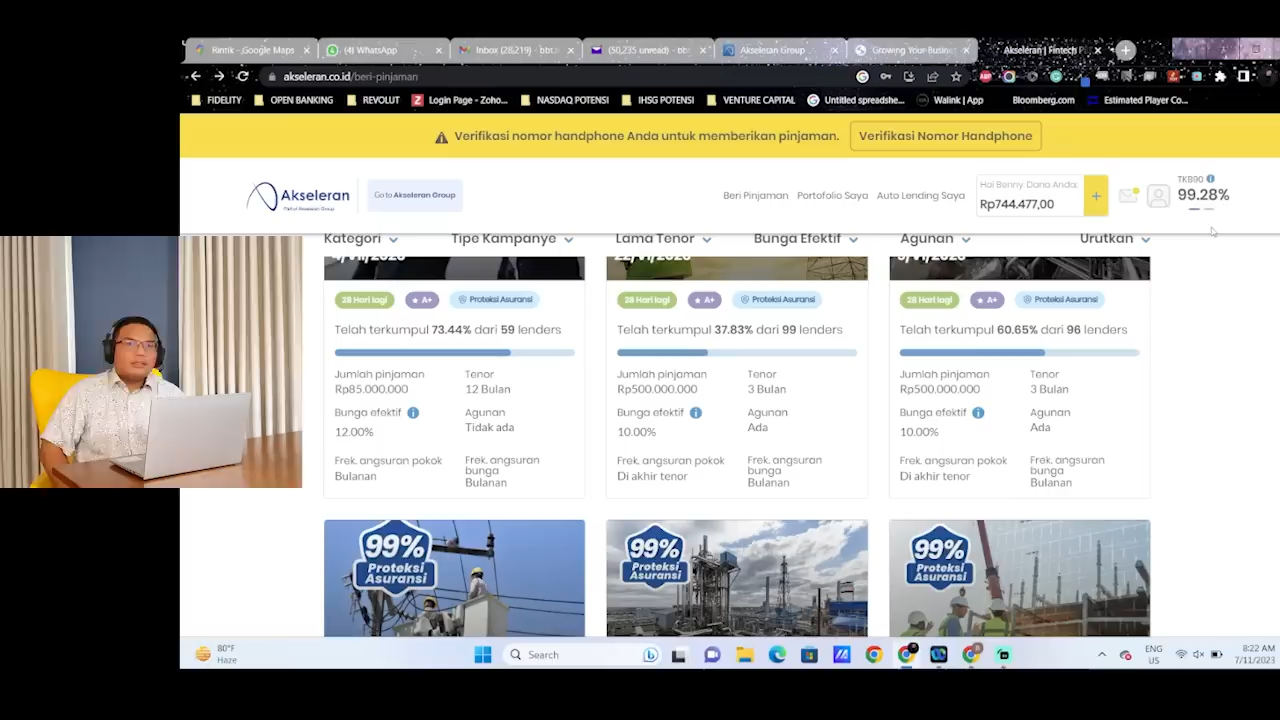 Rintik - Google Maps
(4) WhatsApp
Inbox (28,219) - bbt.
(50,235 unread) - bbt
Akseleran Group
Growing Your Busine
Akseleran | Fintech P
akseleran.co.id/beri-pinjaman
FIDELITY
OPEN BANKING
REVOLUT
Login Page - Zoho...
NASDAQ POTENSI
IHSG POTENSI
VENTURE CAPITAL
Untitled spreadshe...
Walink | App
Bloomberg.com
Estimated Player Co...
Verifikasi nomor handphone Anda untuk memberikan pinjaman.
Verifikasi Nomor Handphone
Akseleran
Go to Akseleran Group
Beri Pinjaman
Portofolio Saya
Auto Lending Saya
Hai Benny. Dana Anda:
Rp744.477,00
+
TKB90
99.28%
Kategori
Tipe Kampanye
Lama Tenor
Bunga Efektif
Agunan
Urutkan
28 Hari lagi
A+
Proteksi Asuransi
Telah terkumpul 73.44% dari 59 lenders
Jumlah pinjaman
Rp85.000.000
Tenor
12 Bulan
Bunga efektif
12.00%
Agunan
Tidak ada
Frek. angsuran pokok
Bulanan
Frek. angsuran
bunga
Bulanan
28 Hari lagi
A+
Proteksi Asuransi
Telah terkumpul 37.83% dari 99 lenders
Jumlah pinjaman
Rp500.000.000
Tenor
3 Bulan
Bunga efektif
10.00%
Agunan
Ada
Frek. angsuran pokok
Di akhir tenor
Frek. angsuran
bunga
Bulanan
28 Hari lagi
A+
Proteksi Asuransi
Telah terkumpul 60.65% dari 96 lenders
Jumlah pinjaman
Rp500.000.000
Tenor
3 Bulan
Bunga efektif
10.00%
Agunan
Ada
Frek. angsuran pokok
Di akhir tenor
Frek. angsuran
bunga
Bulanan
99%
Proteksi
Asuransi
99%
Proteksi
Asuransi
99%
Proteksi
Asuransi
80°F
Haze
Search
ENG
US
8:22 AM
7/11/2023